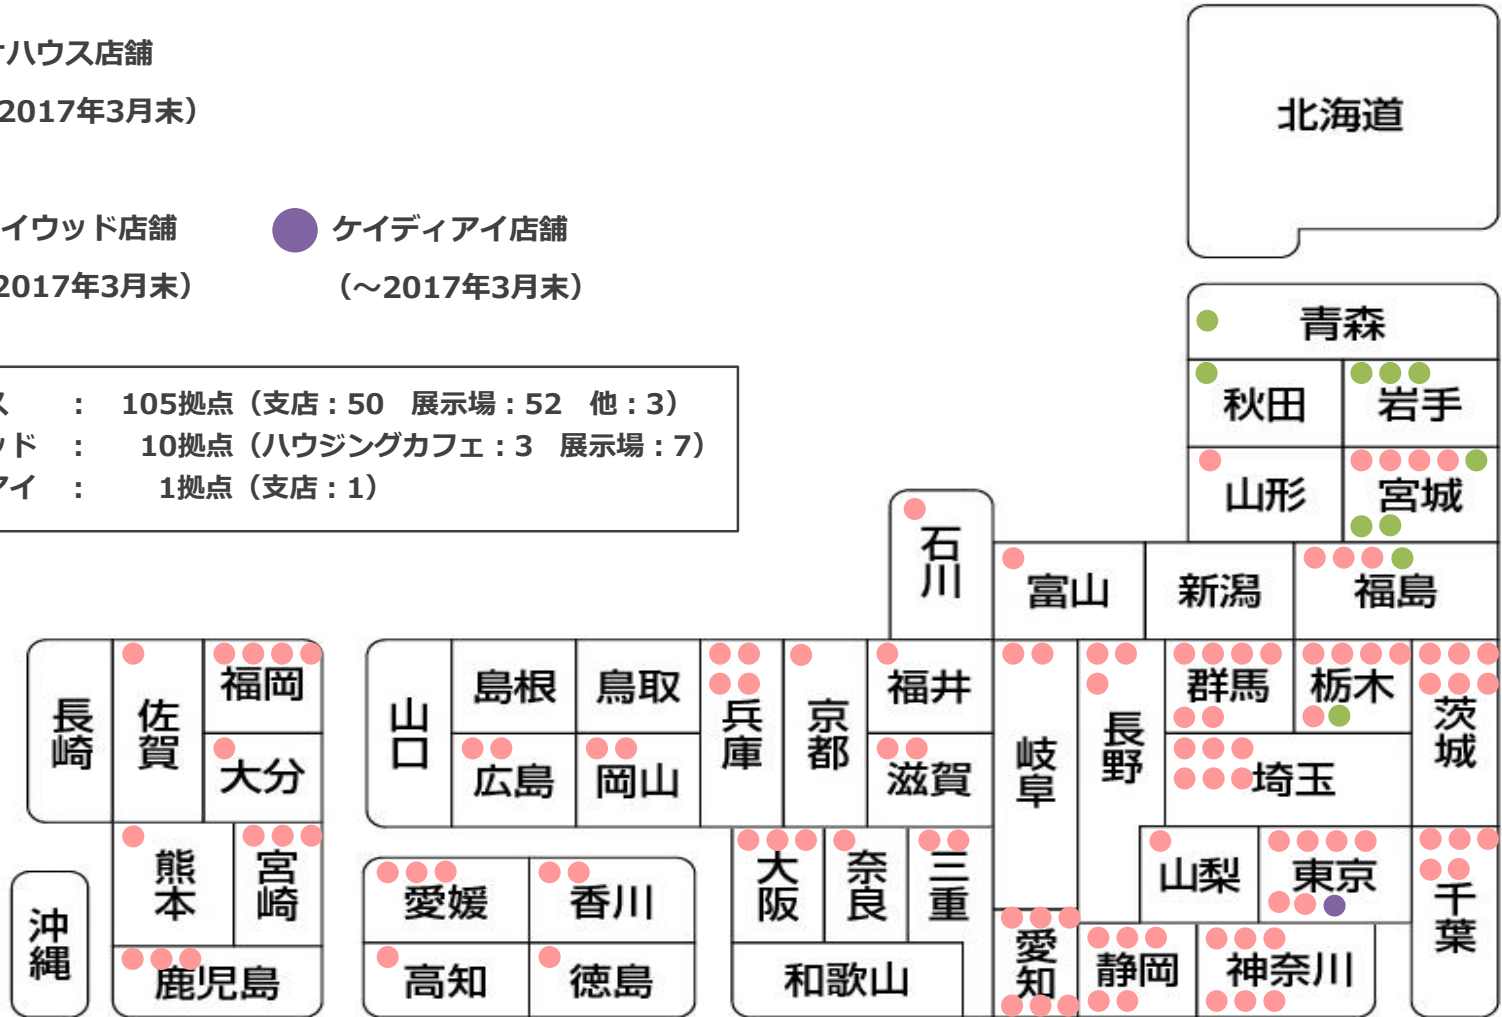 ハウス店舗
2017年3月末）
イウッド店舗
ケイディアイ店舗
2017年3月末）
（～2017年3月末）
ス ： 105拠点（支店：50 展示場：52 他：3）
ッド ： 10拠点（ハウジングカフェ：3 展示場：7）
アイ ： 1拠点（支店：1）
北海道
青森
秋田
岩手
山形
宮城
石川
富山
新潟
福島
長崎
佐賀
福岡
大分
山口
島根
鳥取
兵庫
京都
福井
岐阜
長野
群馬
栃木
茨城
広島
岡山
滋賀
埼玉
熊本
宮崎
大阪
奈良
三重
山梨
東京
千葉
沖縄
鹿児島
愛媛
香川
高知
徳島
和歌山
愛知
静岡
神奈川